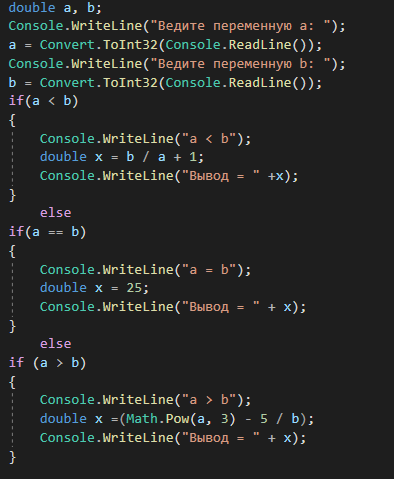 double a, b;
Console.WriteLine("Ведите переменную a: ");
a = Convert.ToInt32(Console.ReadLine());
Console.WriteLine("Ведите переменную b: ");
b = Convert.ToInt32(Console.ReadLine());
if(a < b)
{
    Console.WriteLine("a < b");
    double x = b / a + 1;
    Console.WriteLine("Вывод = " +x);
}
    else
if(a == b)
{
    Console.WriteLine("a = b");
    double x = 25;
    Console.WriteLine("Вывод = " + x);
}
    else
if (a > b)
{
    Console.WriteLine("a > b");
    double x =(Math.Pow(a, 3) - 5 / b);
    Console.WriteLine("Вывод = " + x);
}